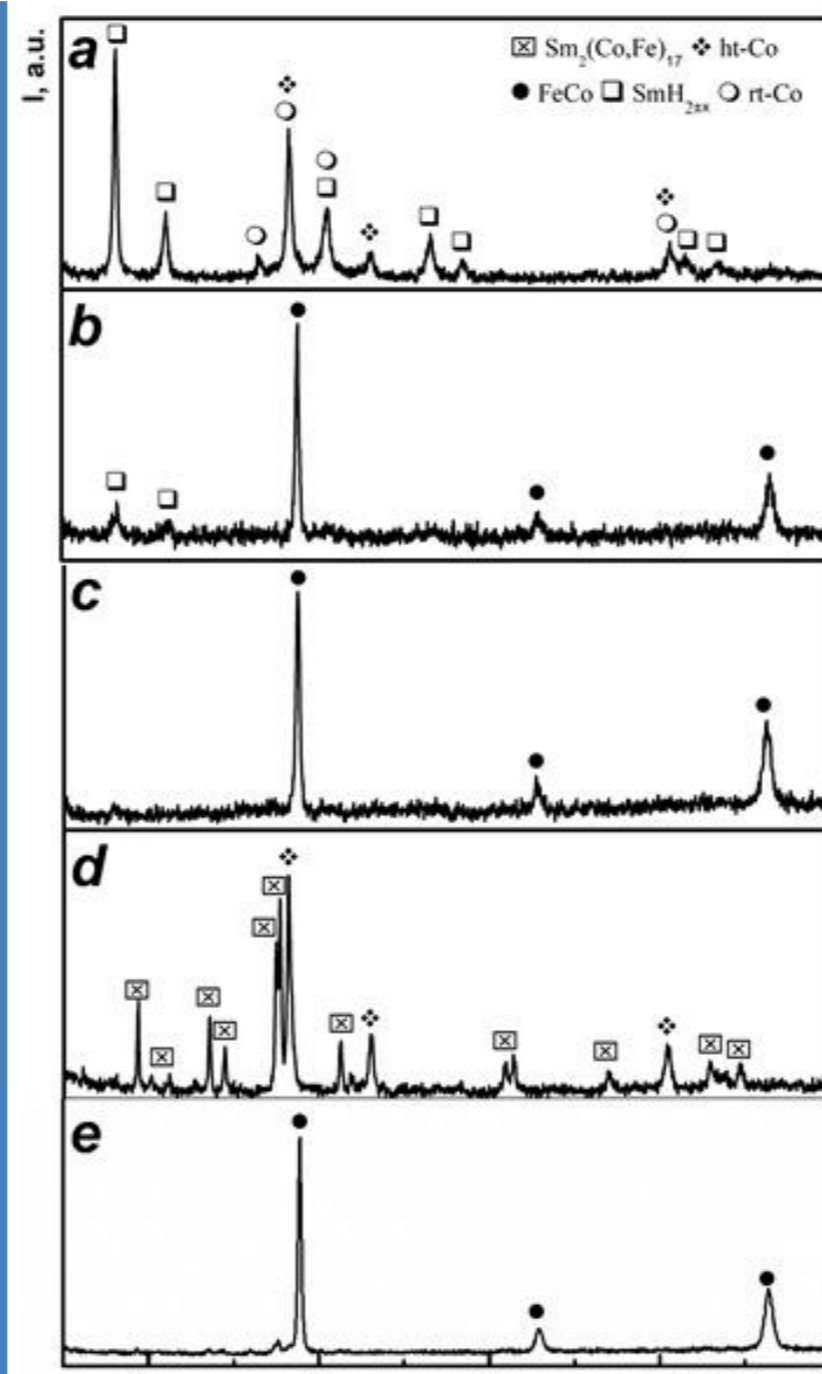 I, a.u.
a
Sm₂(Co,Fe)₁₇ ht-Co
FeCo SmH₂±ₓ rt-Co
b
c
d
e